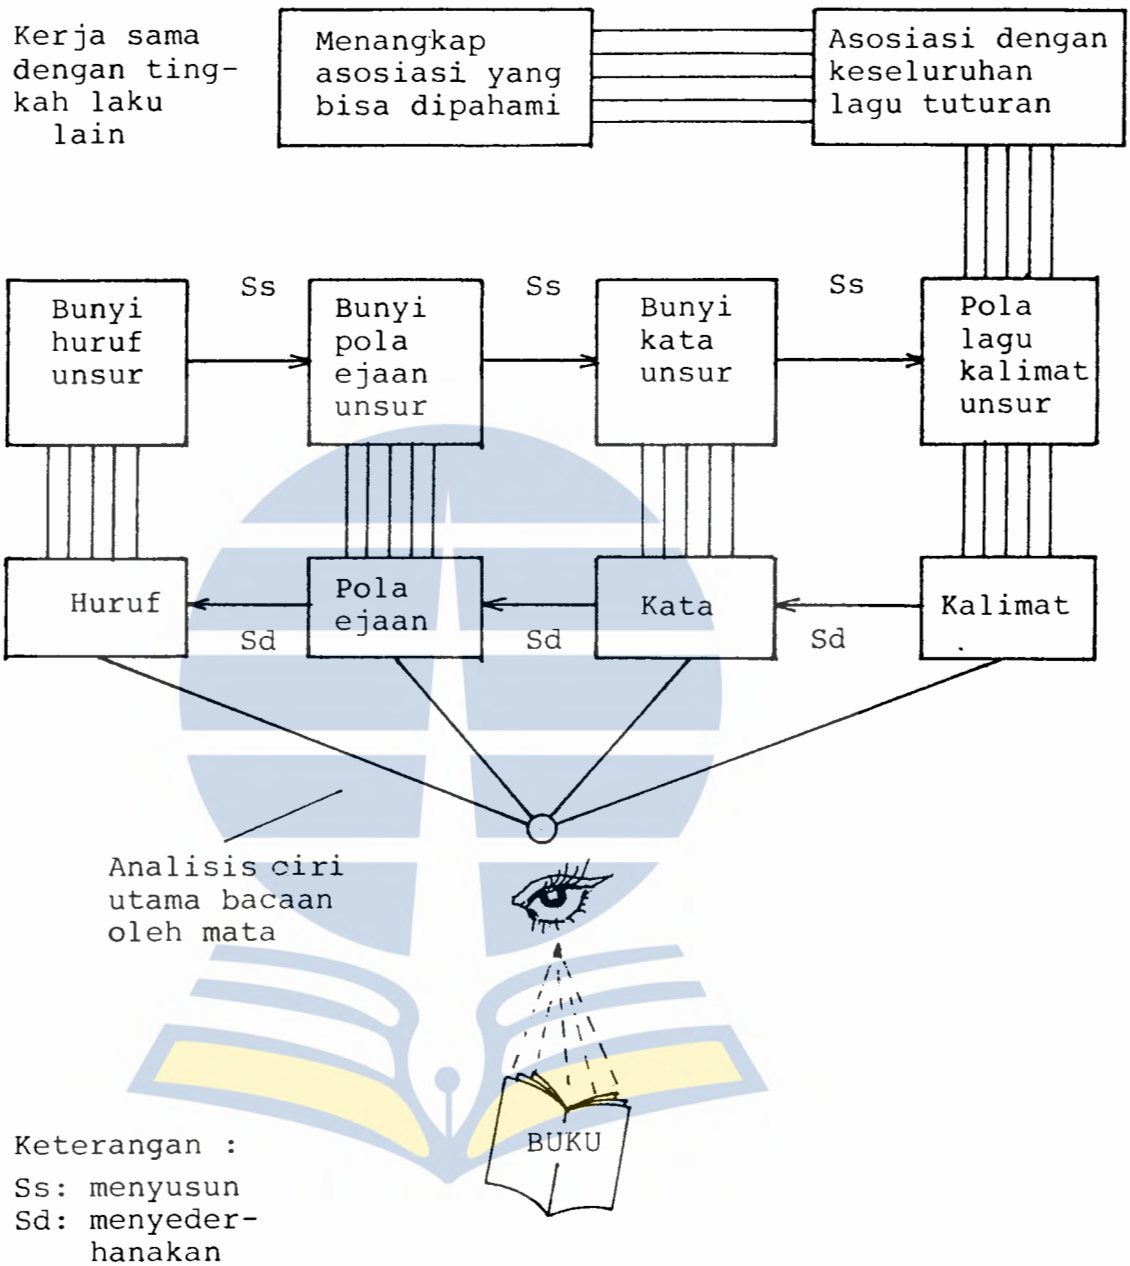 Kerja sama
dengan ting-
kah laku
lain
Menangkap
asosiasi yang
bisa dipahami
Asosiasi dengan
keseluruhan
lagu tuturan
Ss
Ss
Ss
Bunyi
huruf
unsur
Bunyi
pola
ejaan
unsur
Bunyi
kata
unsur
Pola
lagu
kalimat
unsur
Huruf
Pola
ejaan
Kata
Kalimat
Sd
Sd
Sd
Analisis ciri
utama bacaan
oleh mata
BUKU
Keterangan :
Ss: menyusun
Sd: menyeder-
hanakan